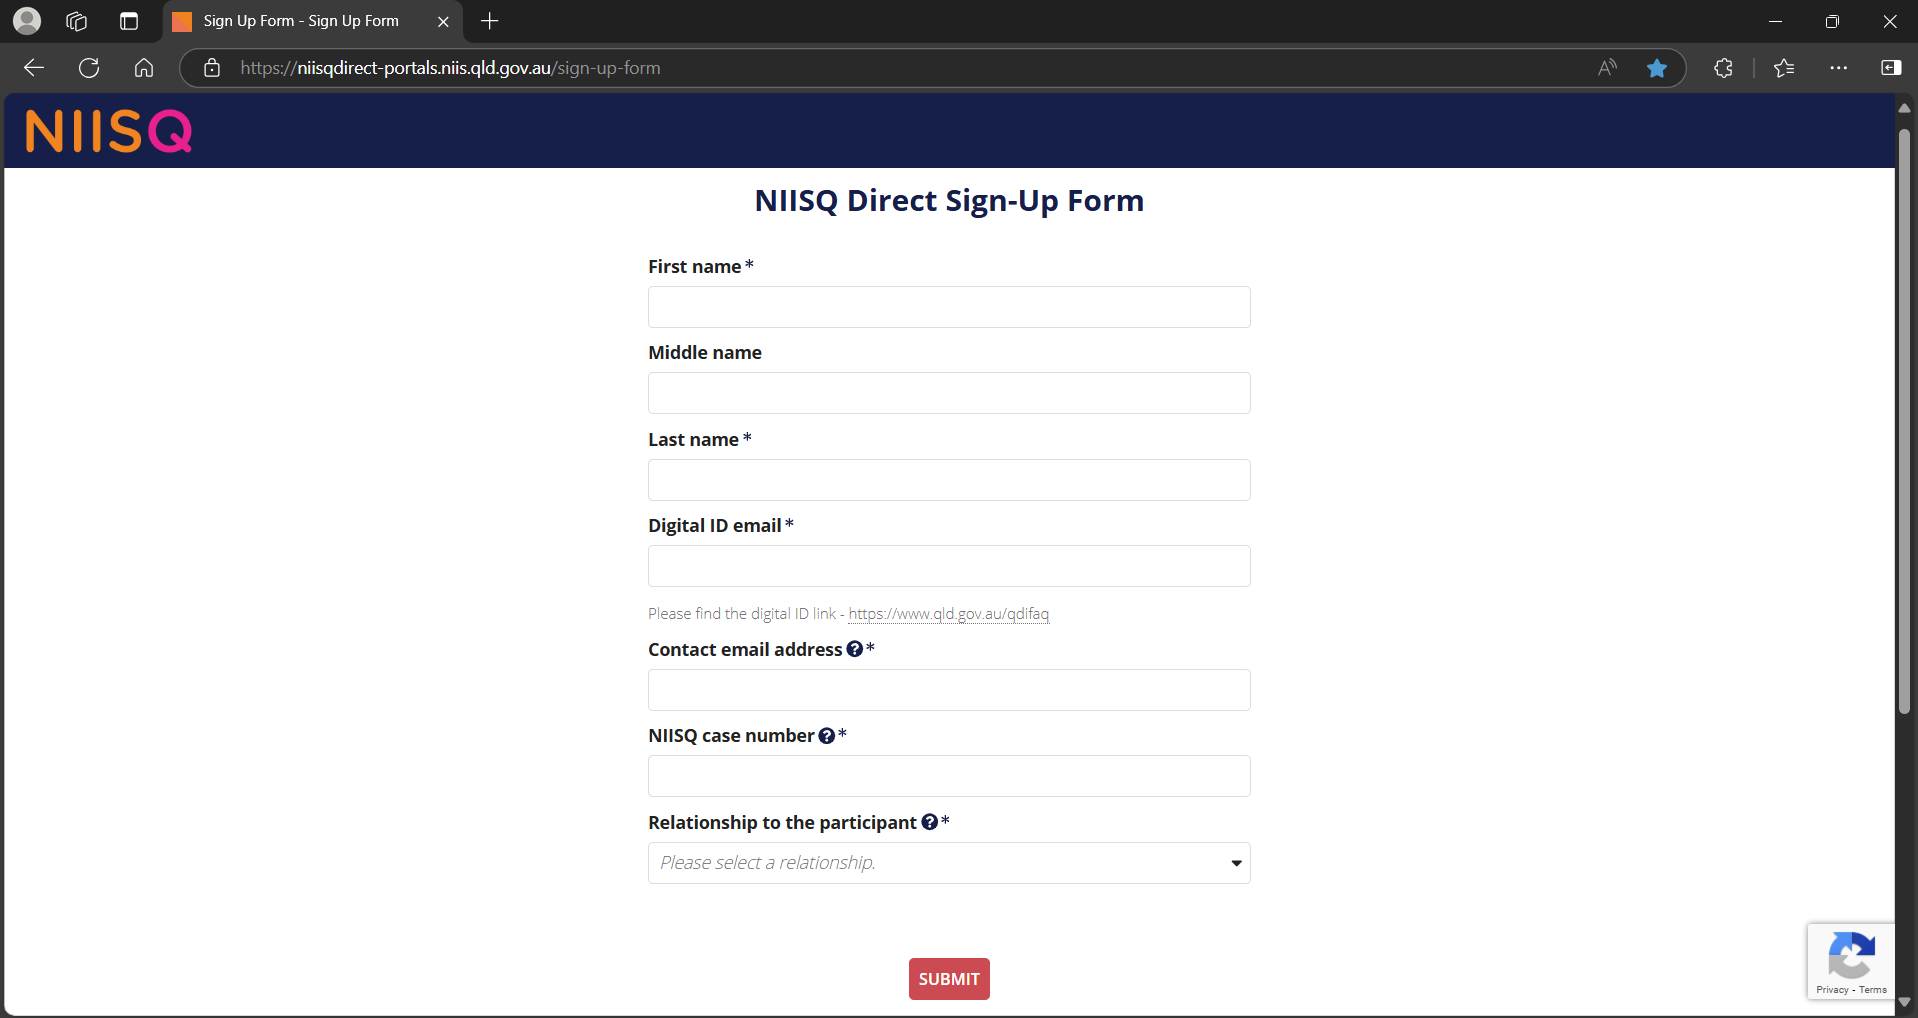 Sign Up Form - Sign Up Form
https://niisqdirect-portals.niis.qld.gov.au/sign-up-form
NIISQ
NIISQ Direct Sign-Up Form
First name *
Middle name
Last name *
Digital ID email *
Please find the digital ID link - https://www.qld.gov.au/qdifaq
Contact email address ? *
NIISQ case number ? *
Relationship to the participant ? *
Please select a relationship.
SUBMIT
Privacy - Terms